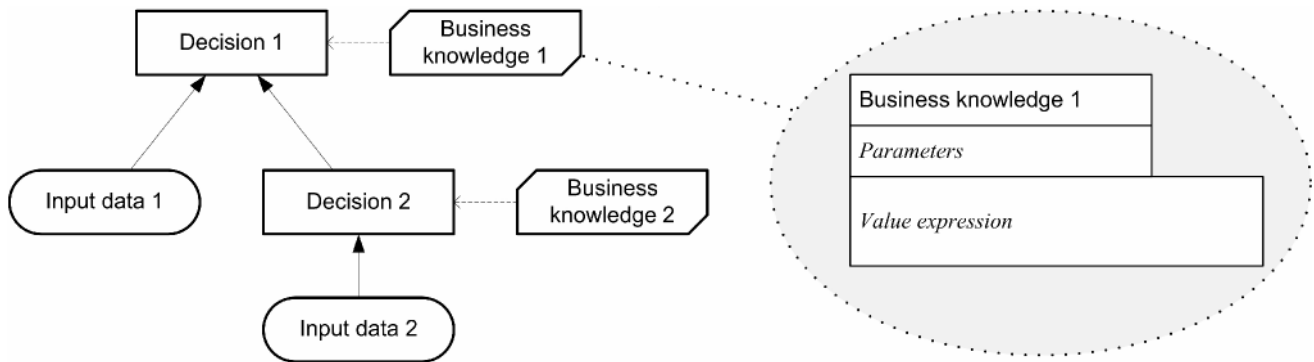 Decision 1
Business
knowledge 1
Business knowledge 1
Parameters
Value expression
Input data 1
Decision 2
Business
knowledge 2
Input data 2